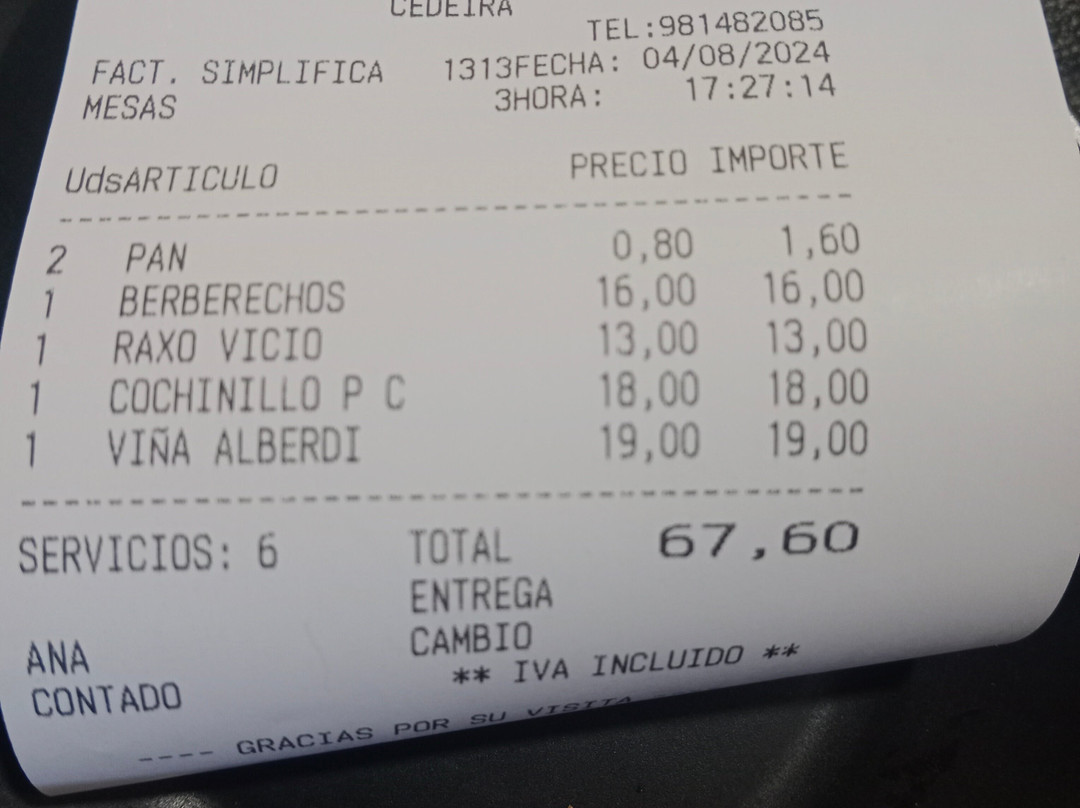 CEDEIRA
TEL:981482085
FACT. SIMPLIFICA 1313FECHA: 04/08/2024
MESAS 3HORA: 17:27:14
UdsARTICULO PRECIO IMPORTE
2 PAN 0,80 1,60
1 BERBERECHOS 16,00 16,00
1 RAXO VICIO 13,00 13,00
1 COCHINILLO P C 18,00 18,00
1 VIÑA ALBERDI 19,00 19,00
SERVICIOS: 6 TOTAL 67,60
ENTREGA
ANA CAMBIO
CONTADO ** IVA INCLUIDO **
---- GRACIAS POR SU VISITA